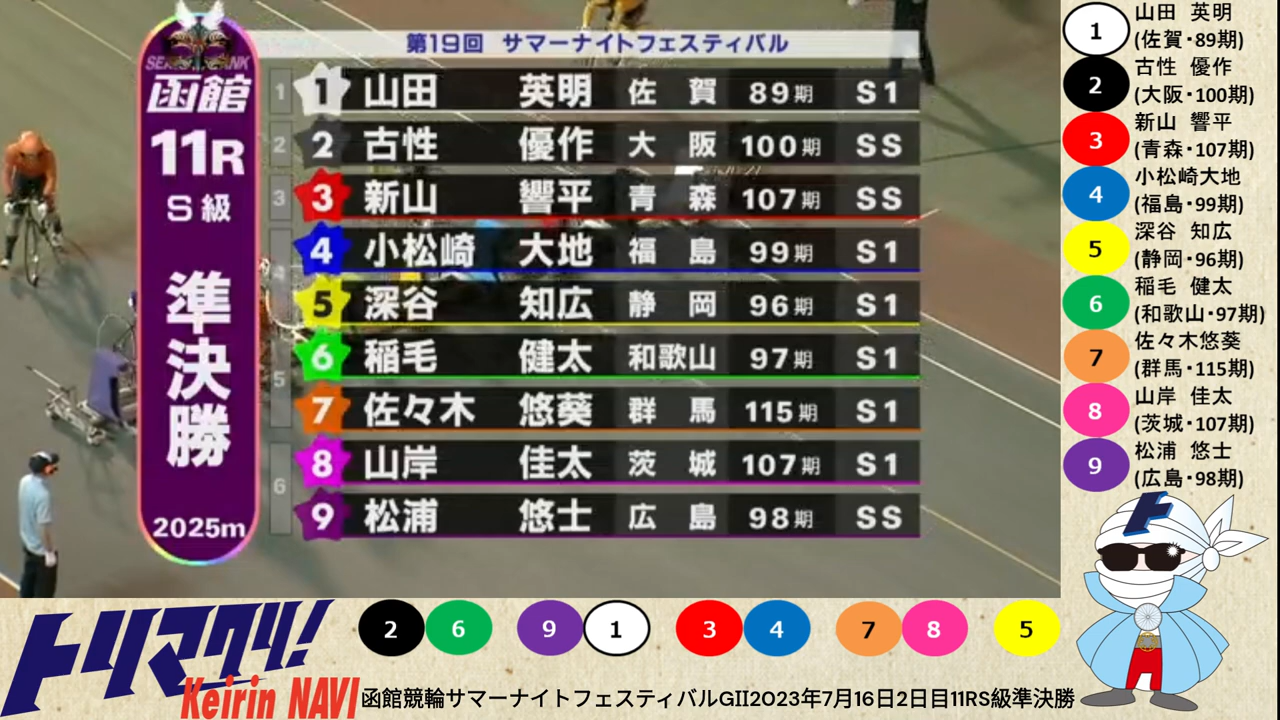 第19回 サマーナイトフェスティバル
函館
11R
S級
準決勝
2025m
1 1 山田 英明 佐賀 89期 S1
2 2 古性 優作 大阪 100期 SS
3 3 新山 響平 青森 107期 SS
4 4 小松崎 大地 福島 99期 S1
5 深谷 知広 静岡 96期 S1
5 6 稲毛 健太 和歌山 97期 S1
7 佐々木 悠葵 群馬 115期 S1
6 8 山岸 佳太 茨城 107期 S1
9 松浦 悠士 広島 98期 SS
1 山田 英明
(佐賀・89期)
2 古性 優作
(大阪・100期)
3 新山 響平
(青森・107期)
4 小松崎大地
(福島・99期)
5 深谷 知広
(静岡・96期)
6 稲毛 健太
(和歌山・97期)
7 佐々木悠葵
(群馬・115期)
8 山岸 佳太
(茨城・107期)
9 松浦 悠士
(広島・98期)
ト
トリマクリ!
Keirin NAVI
2 6 9 1 3 4 7 8 5
函館競輪サマーナイトフェスティバルGII2023年7月16日2日目11RS級準決勝